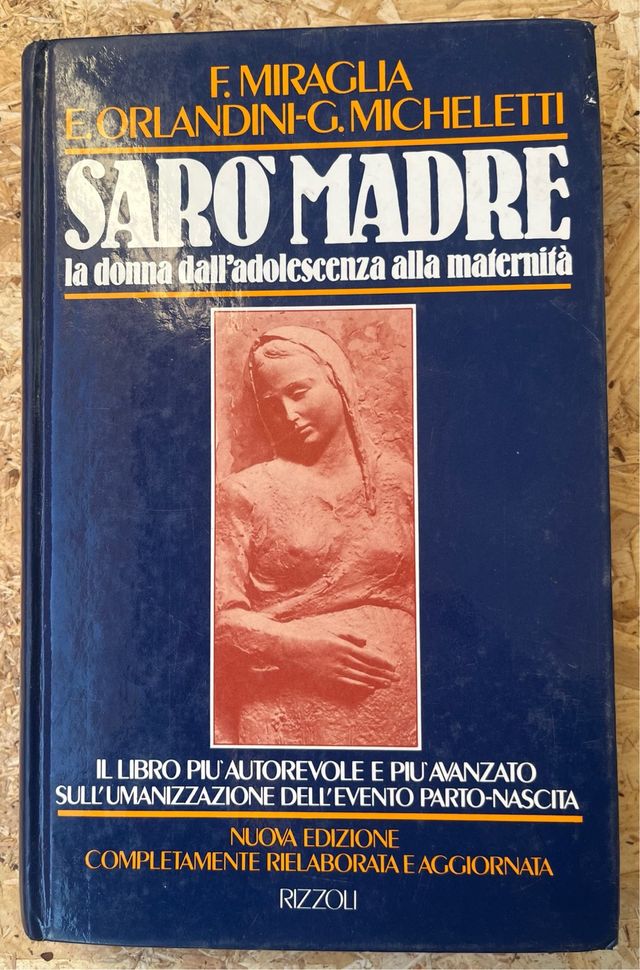 F. MIRAGLIA
E. ORLANDINI-G. MICHELETTI
SARO' MADRE
la donna dall'adolescenza alla maternità
IL LIBRO PIU' AUTOREVOLE E PIU' AVANZATO
SULL'UMANIZZAZIONE DELL'EVENTO PARTO-NASCITA
NUOVA EDIZIONE
COMPLETAMENTE RIELABORATA E AGGIORNATA
RIZZOLI